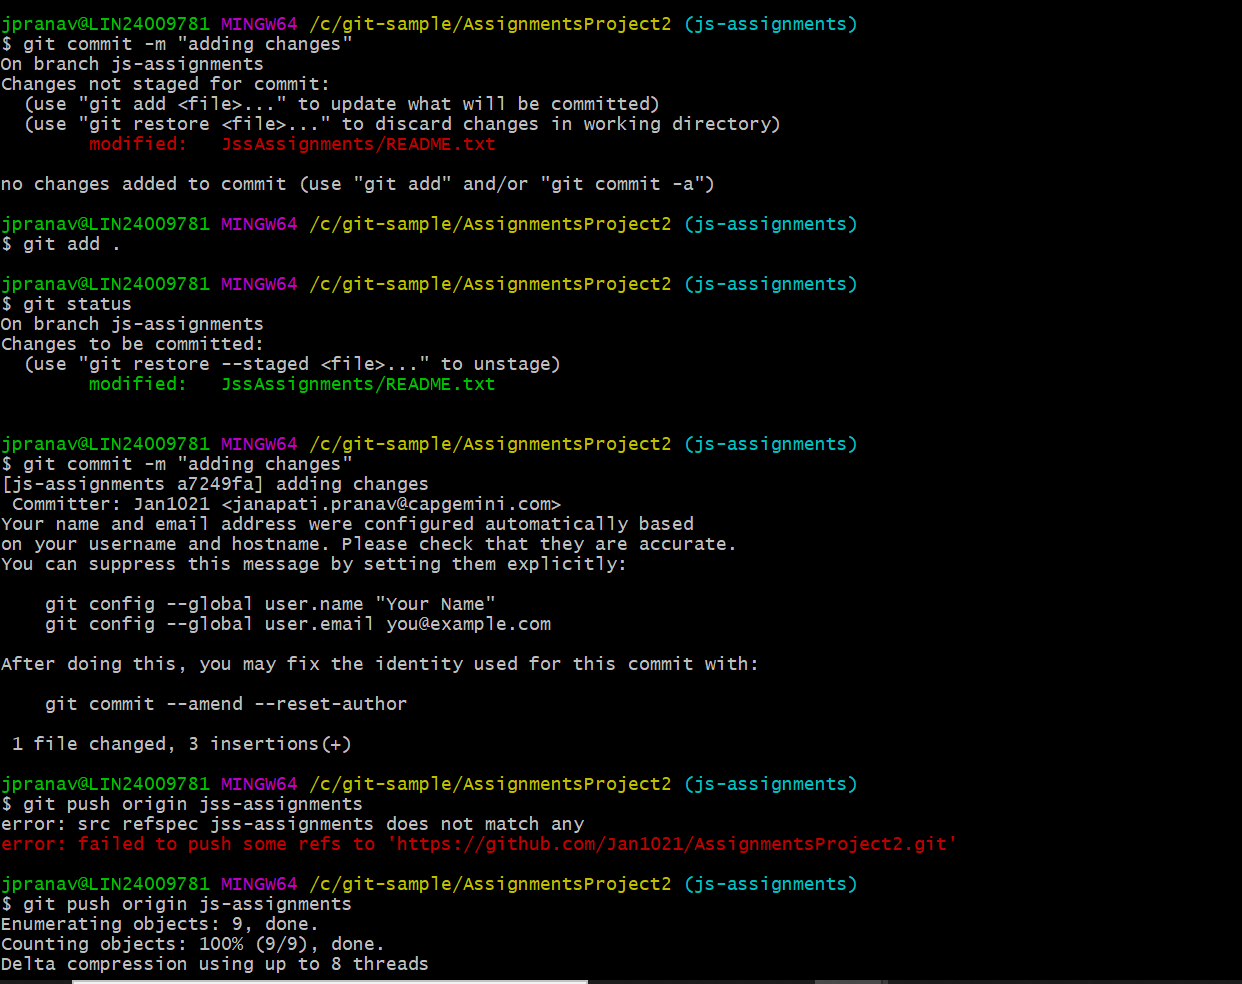 jpranav@LIN24009781 MINGW64 /c/git-sample/AssignmentsProject2 (js-assignments)
$ git commit -m "adding changes"
On branch js-assignments
Changes not staged for commit:
  (use "git add <file>..." to update what will be committed)
  (use "git restore <file>..." to discard changes in working directory)
        modified:   JssAssignments/README.txt

no changes added to commit (use "git add" and/or "git commit -a")

jpranav@LIN24009781 MINGW64 /c/git-sample/AssignmentsProject2 (js-assignments)
$ git add .

jpranav@LIN24009781 MINGW64 /c/git-sample/AssignmentsProject2 (js-assignments)
$ git status
On branch js-assignments
Changes to be committed:
  (use "git restore --staged <file>..." to unstage)
        modified:   JssAssignments/README.txt


jpranav@LIN24009781 MINGW64 /c/git-sample/AssignmentsProject2 (js-assignments)
$ git commit -m "adding changes"
[js-assignments a7249fa] adding changes
 Committer: Jan1021 <janapati.pranav@capgemini.com>
Your name and email address were configured automatically based
on your username and hostname. Please check that they are accurate.
You can suppress this message by setting them explicitly:

    git config --global user.name "Your Name"
    git config --global user.email you@example.com

After doing this, you may fix the identity used for this commit with:

    git commit --amend --reset-author

 1 file changed, 3 insertions(+)

jpranav@LIN24009781 MINGW64 /c/git-sample/AssignmentsProject2 (js-assignments)
$ git push origin jss-assignments
error: src refspec jss-assignments does not match any
error: failed to push some refs to 'https://github.com/Jan1021/AssignmentsProject2.git'

jpranav@LIN24009781 MINGW64 /c/git-sample/AssignmentsProject2 (js-assignments)
$ git push origin js-assignments
Enumerating objects: 9, done.
Counting objects: 100% (9/9), done.
Delta compression using up to 8 threads